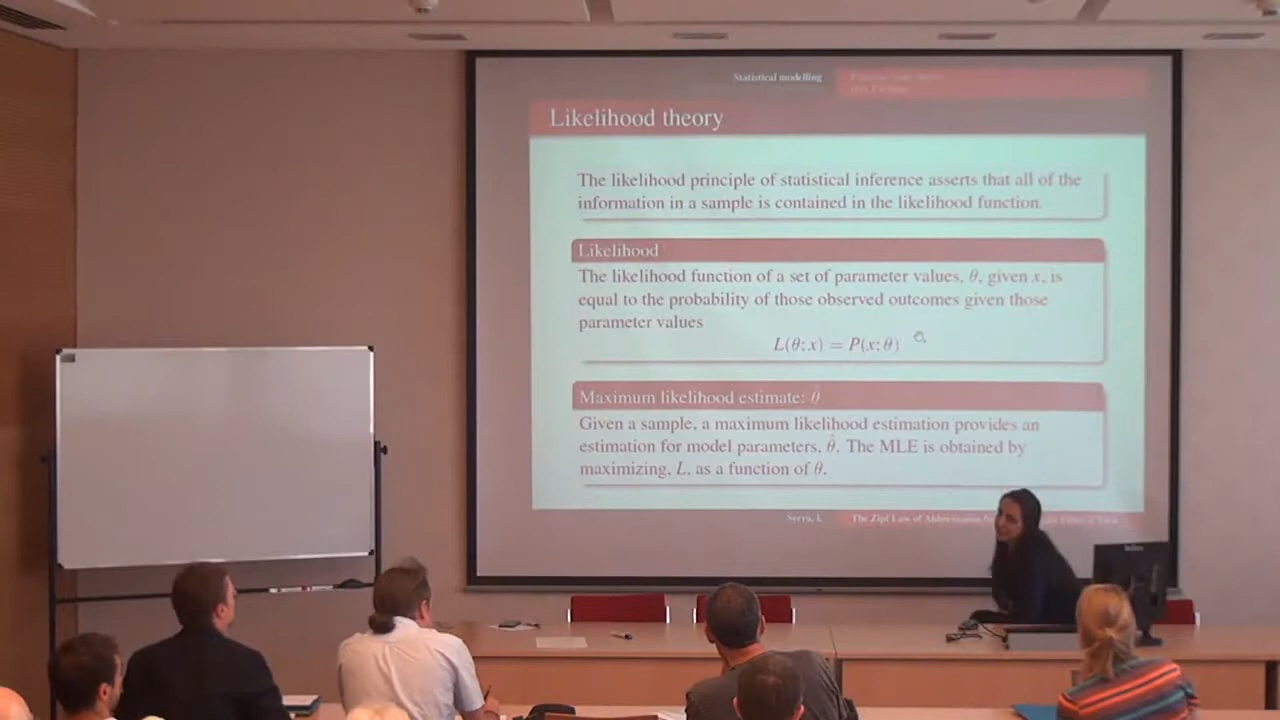 Statistical modelling
Likelihood theory
The likelihood principle of statistical inference asserts that all of the
information in a sample is contained in the likelihood function.
Likelihood
The likelihood function of a set of parameter values, θ, given x, is
equal to the probability of those observed outcomes given those
parameter values
L(θ; x) = P(x; θ)
Maximum likelihood estimate: θ̂
Given a sample, a maximum likelihood estimation provides an
estimation for model parameters, θ̂. The MLE is obtained by
maximizing, L, as a function of θ.
Serra, I. The Zipf Law of Abbreviation